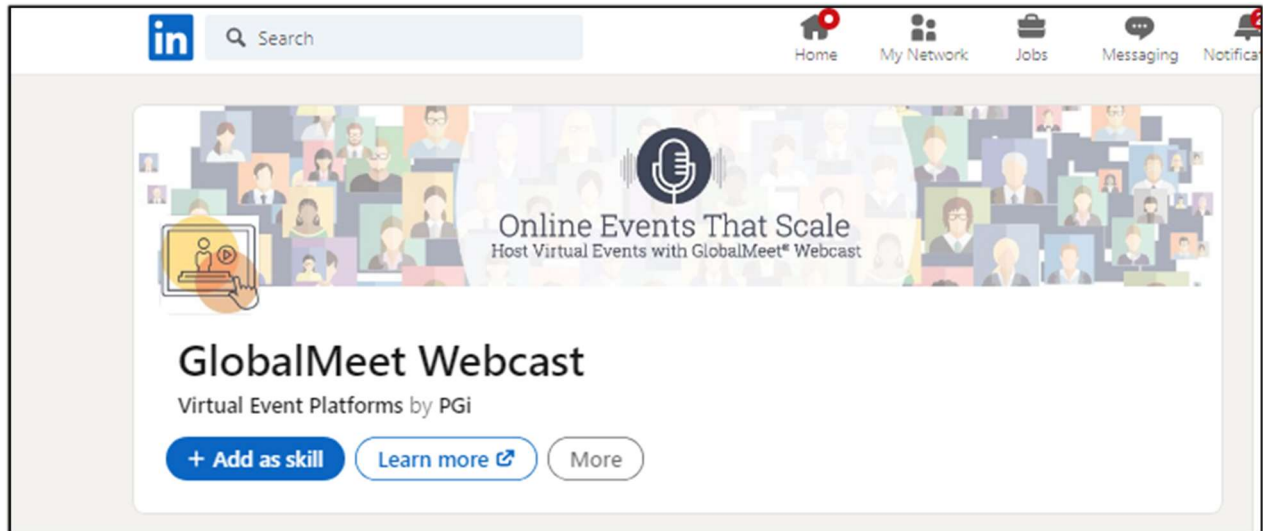 in
Search
Home
My Network
Jobs
Messaging
Notificat
Online Events That Scale
Host Virtual Events with GlobalMeet® Webcast
GlobalMeet Webcast
Virtual Event Platforms by PGi
+ Add as skill
Learn more
More